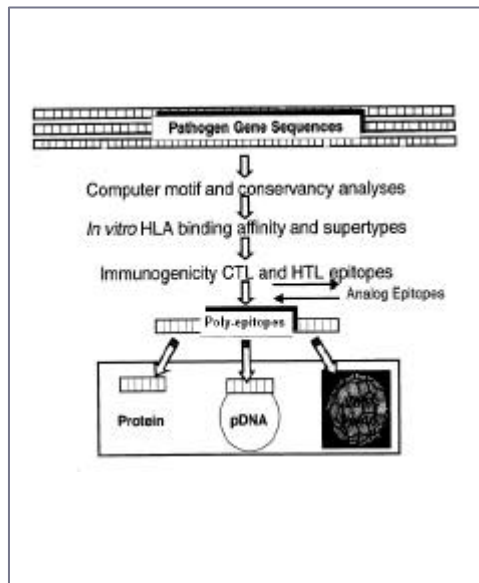 Pathogen Gene Sequences
Computer motif and conservancy analyses
In vitro HLA binding affinity and supertypes
Immunogenicity CTL and HTL epitopes
Analog Epitopes
Poly-epitopes
Protein
pDNA